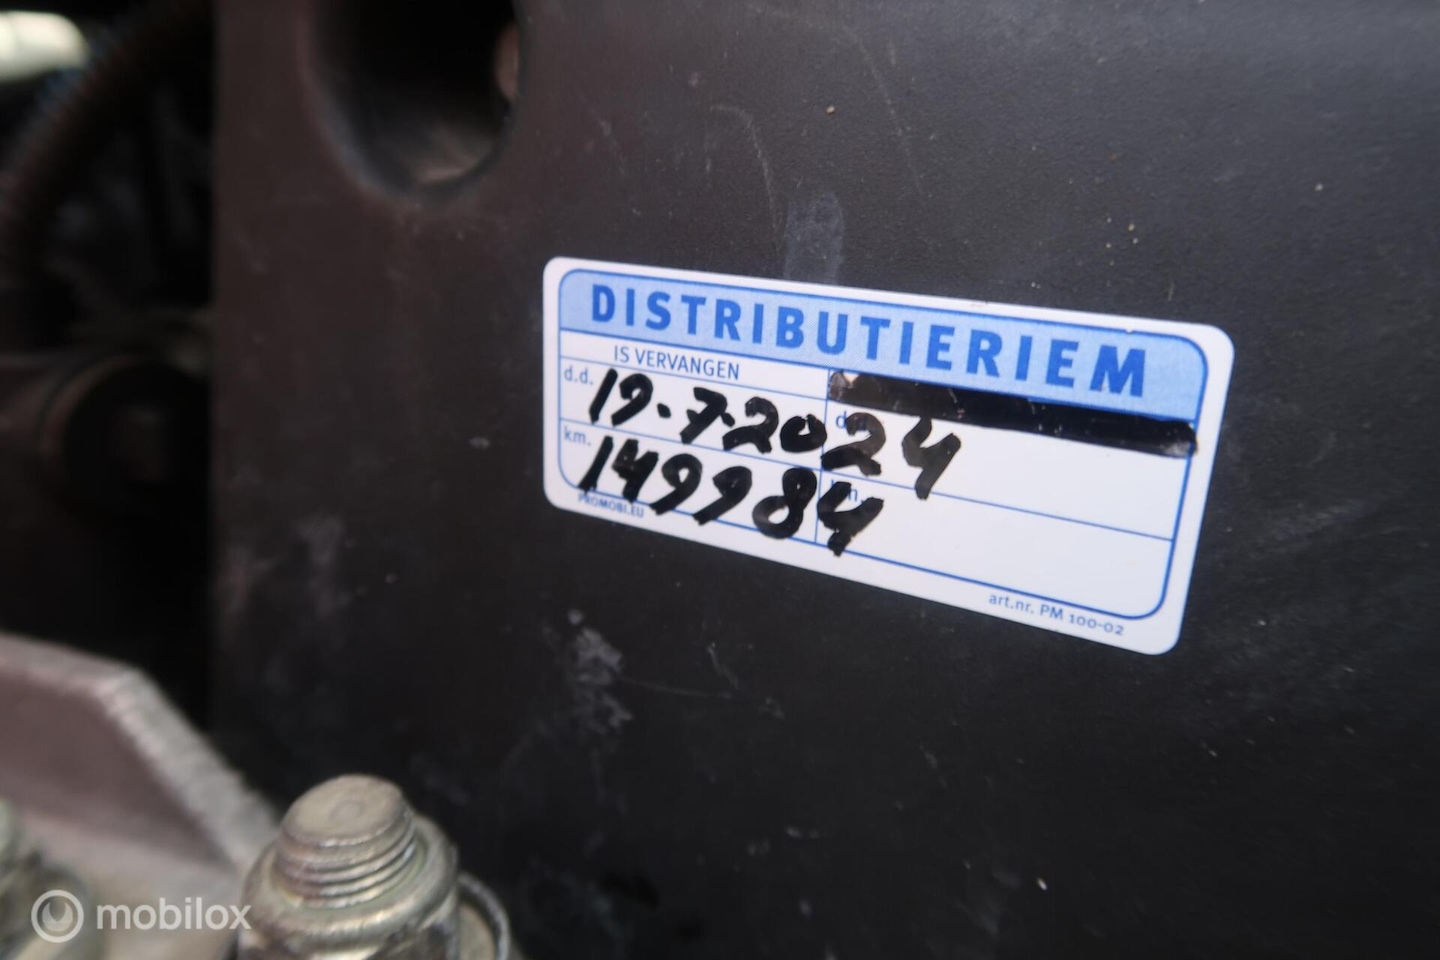 DISTRIBUTIERIEM
IS VERVANGEN
d.d. 19.7.2024
km. 149984
PROMOBI.EU
art.nr. PM 100-02
mobilox